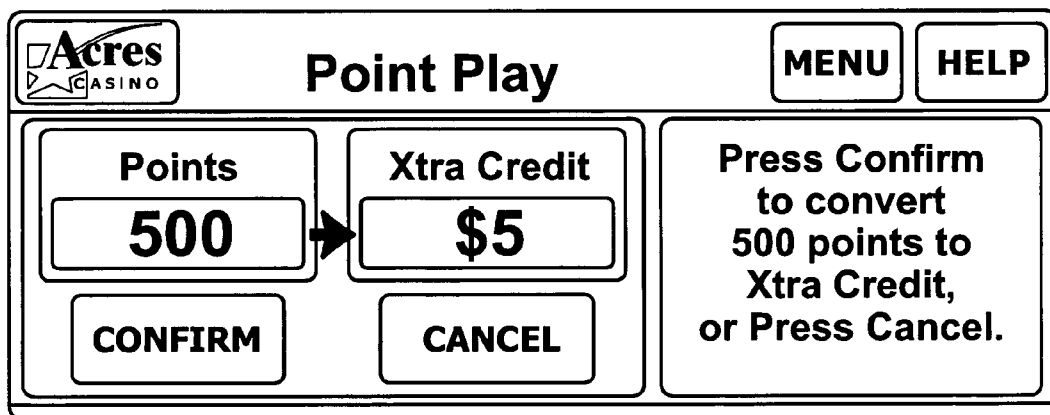 Acres
CASINO
Point Play
MENU
HELP
Points
500
Xtra Credit
$5
CONFIRM
CANCEL
Press Confirm
to convert
500 points to
Xtra Credit,
or Press Cancel.